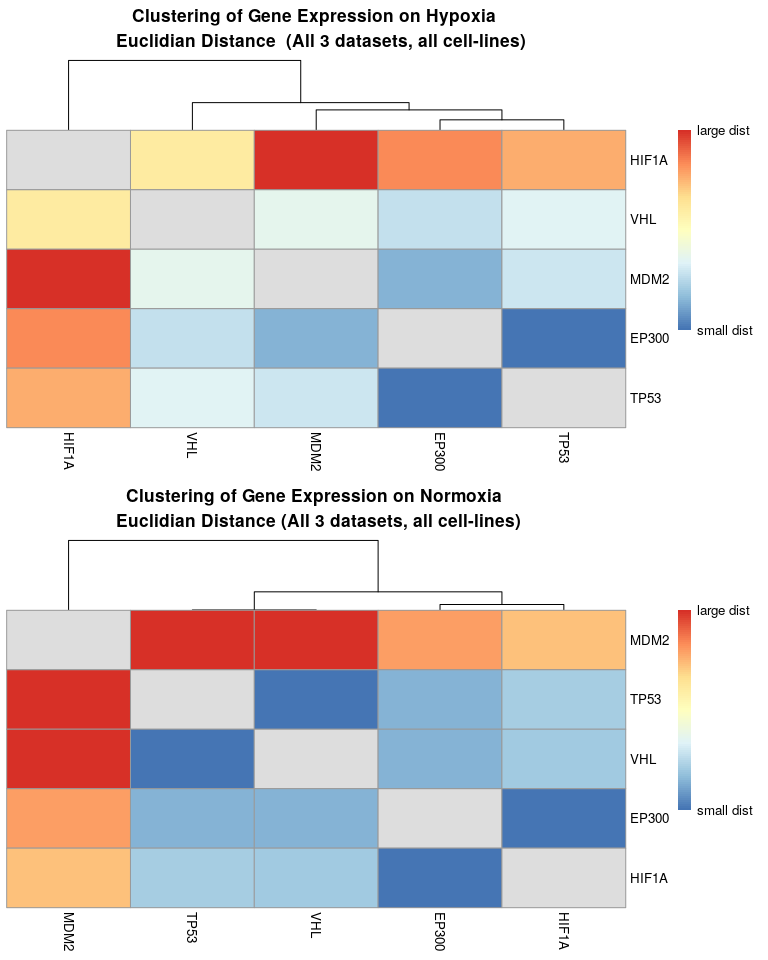 Clustering of Gene Expression on Hypoxia
Euclidian Distance (All 3 datasets, all cell-lines)
large dist
HIF1A
VHL
MDM2
small dist
EP300
TP53
HIF1A
VHL
MDM2
EP300
TP53
Clustering of Gene Expression on Normoxia
Euclidian Distance (All 3 datasets, all cell-lines)
large dist
MDM2
TP53
VHL
small dist
EP300
HIF1A
MDM2
TP53
VHL
EP300
HIF1A